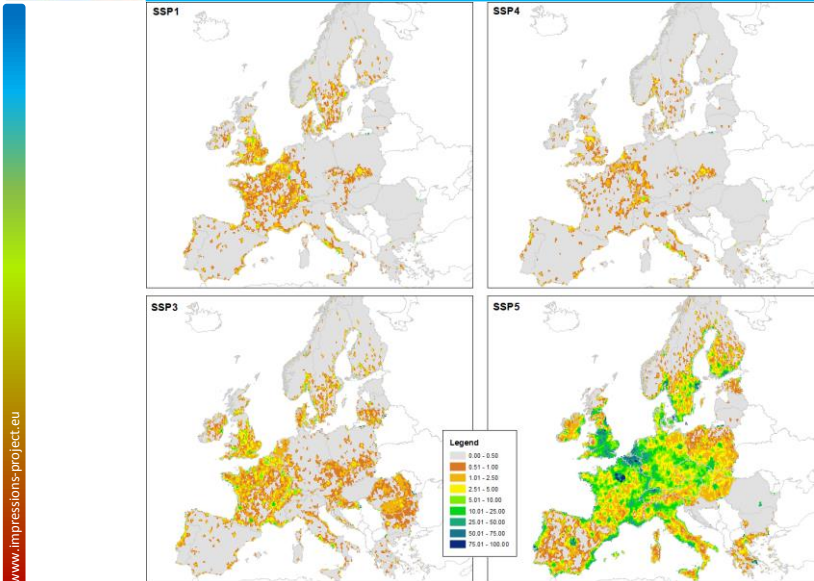 SSP1
SSP4
SSP3
SSP5
Legend
0.00 - 0.50
0.51 - 1.00
1.01 - 2.50
2.51 - 5.00
5.01 - 10.00
10.01 - 25.00
25.01 - 50.00
50.01 - 75.00
75.01 - 100.00
www.impressions-project.eu